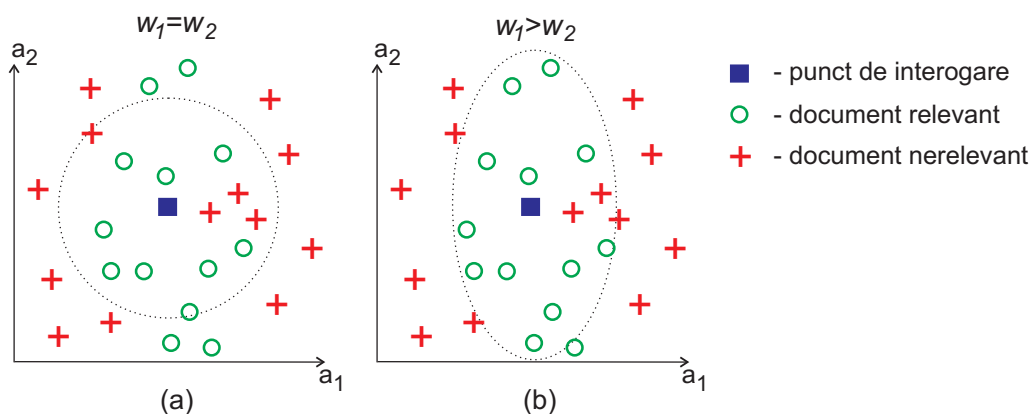 w₁=w₂
a₂
a₁
(a)
w₁>w₂
a₂
a₁
(b)
- punct de interogare
- document relevant
- document nerelevant